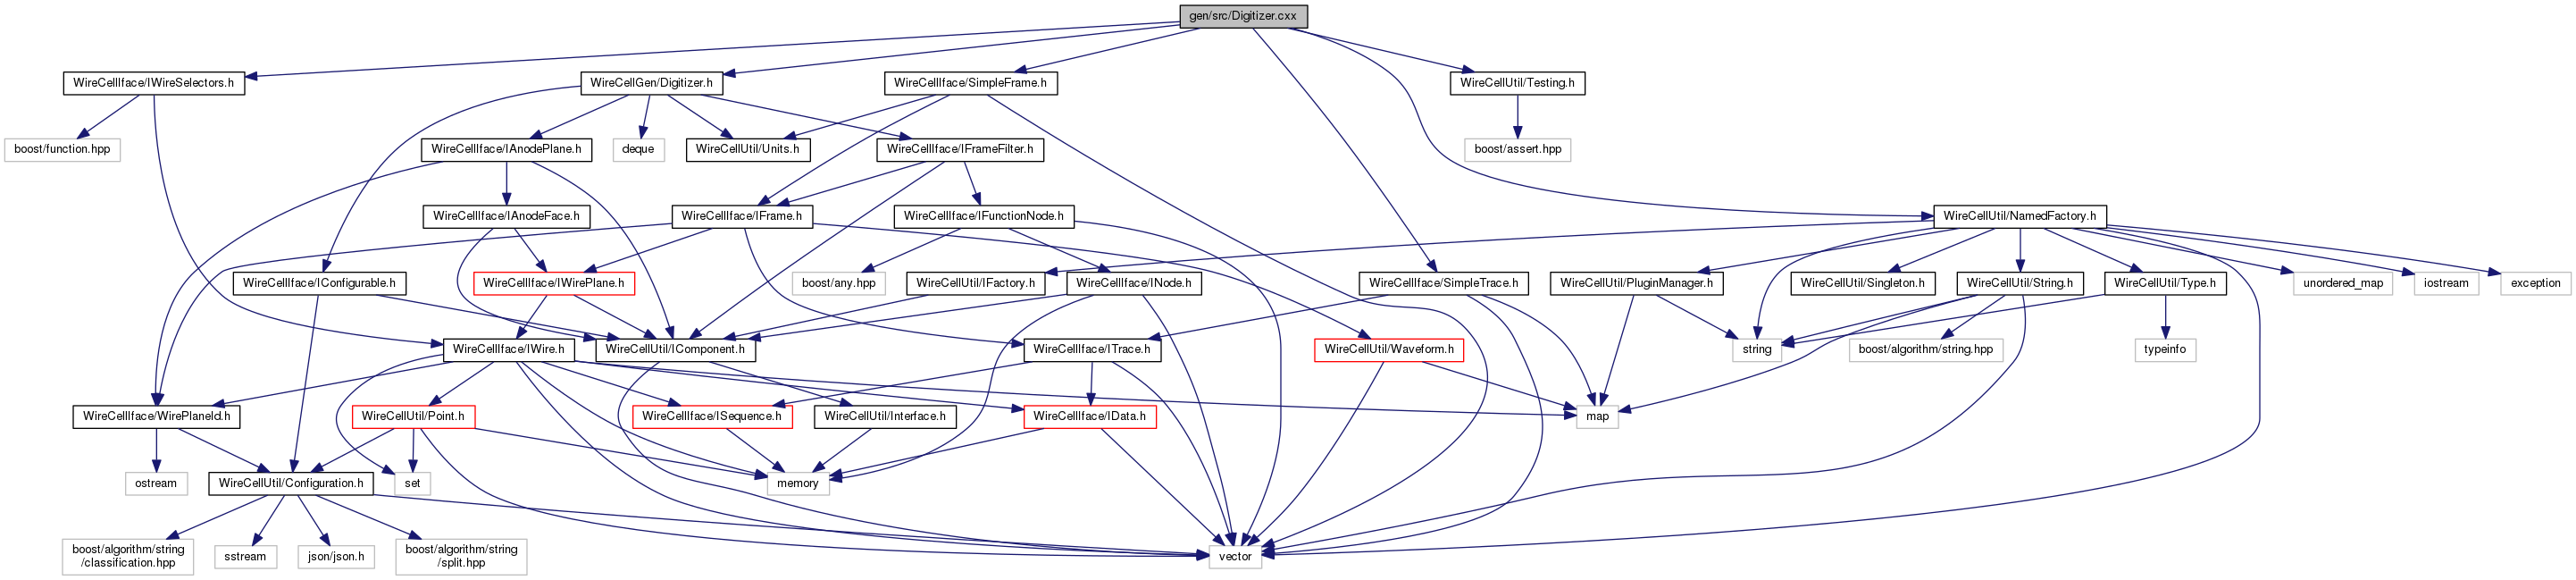 gen/src/Digitizer.cxx
WireCellIface/IWireSelectors.h
WireCellGen/Digitizer.h
WireCellIface/SimpleFrame.h
WireCellUtil/Testing.h
boost/function.hpp
WireCellIface/IAnodePlane.h
deque
WireCellUtil/Units.h
WireCellIface/IFrameFilter.h
boost/assert.hpp
WireCellIface/IAnodeFace.h
WireCellIface/IFrame.h
WireCellIface/IFunctionNode.h
WireCellUtil/NamedFactory.h
WireCellIface/IConfigurable.h
WireCellIface/IWirePlane.h
boost/any.hpp
WireCellUtil/IFactory.h
WireCellIface/INode.h
WireCellIface/SimpleTrace.h
WireCellUtil/PluginManager.h
WireCellUtil/Singleton.h
WireCellUtil/String.h
WireCellUtil/Type.h
unordered_map
iostream
exception
WireCellIface/IWire.h
WireCellUtil/IComponent.h
WireCellIface/ITrace.h
WireCellUtil/Waveform.h
string
boost/algorithm/string.hpp
typeinfo
WireCellIface/WirePlaneId.h
WireCellUtil/Point.h
WireCellIface/ISequence.h
WireCellUtil/Interface.h
WireCellIface/IData.h
map
ostream
WireCellUtil/Configuration.h
set
memory
boost/algorithm/string
/classification.hpp
sstream
json/json.h
boost/algorithm/string
/split.hpp
vector